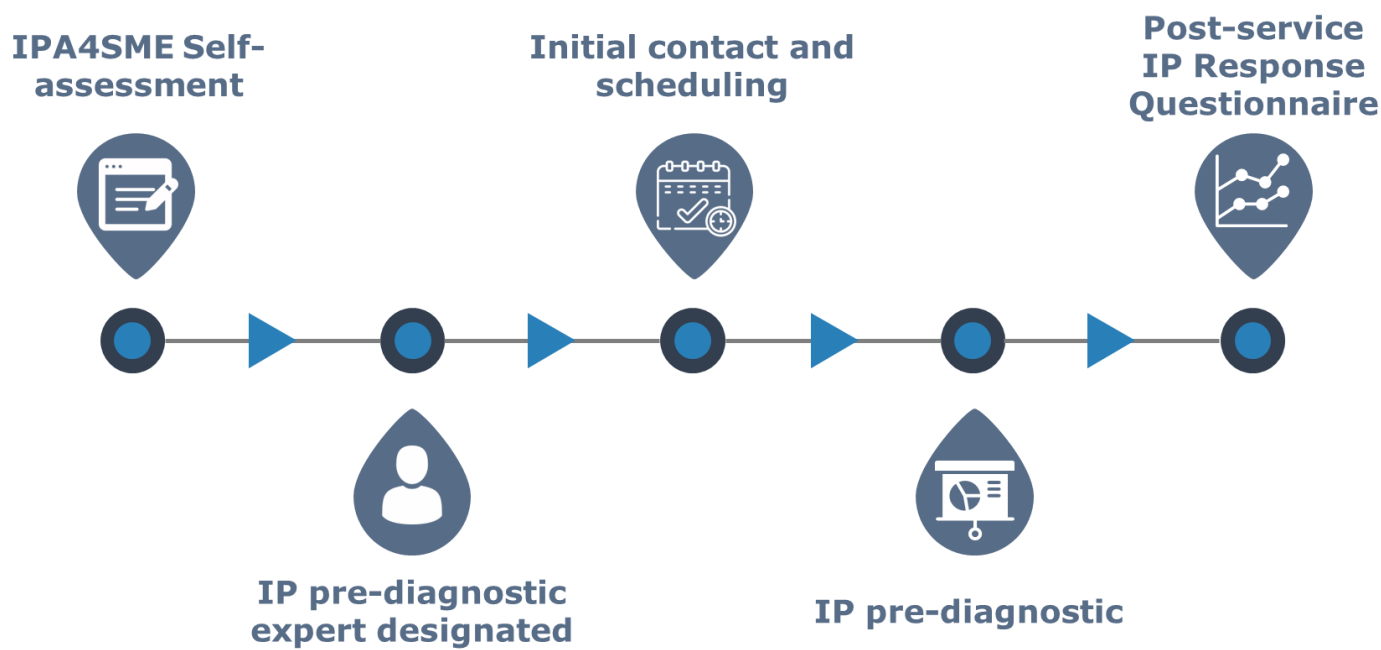 IPA4SME Self-
assessment
IP pre-diagnostic
expert designated
Initial contact and
scheduling
IP pre-diagnostic
Post-service
IP Response
Questionnaire